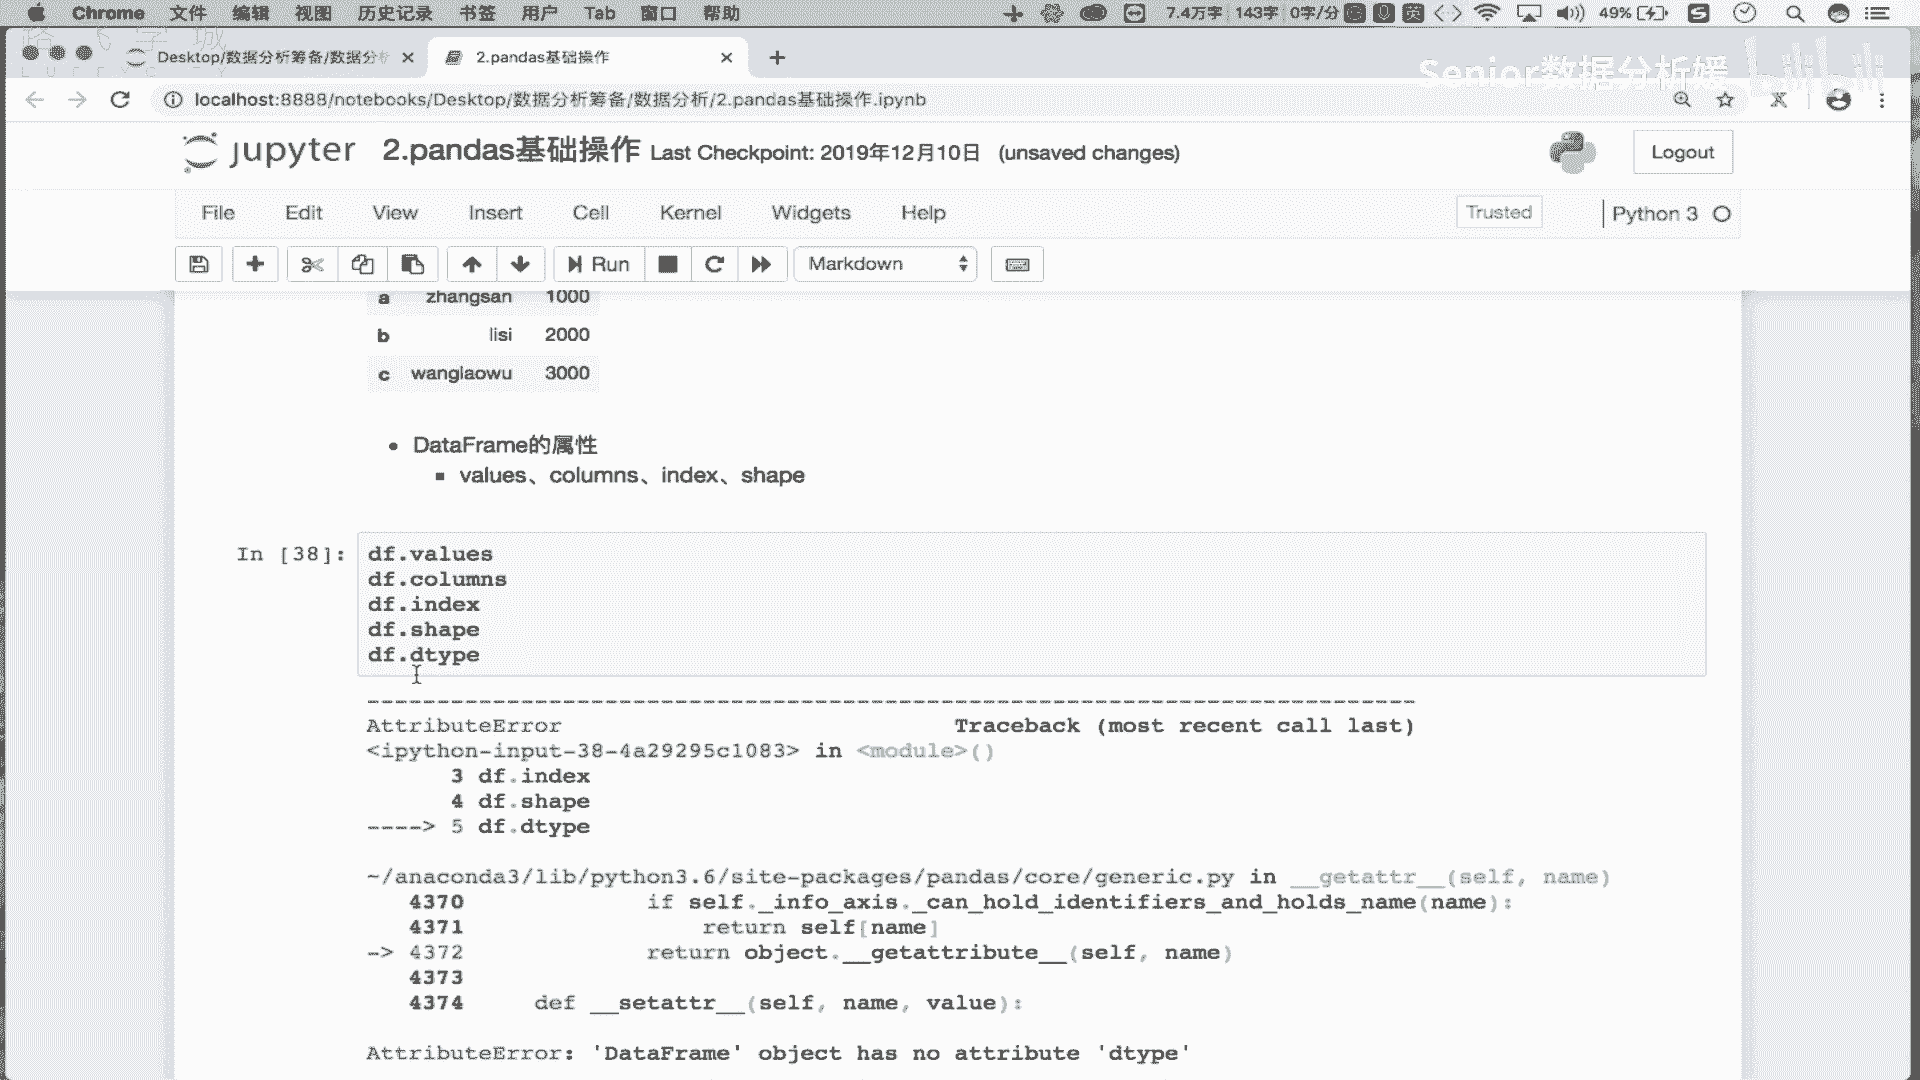 Chrome 文件 编辑 视图 历史记录 书签 用户 Tab 窗口 帮助 7.4万字 143字 0字/分 英 49%
Desktop/数据分析筹备/数据分析 2.pandas基础操作
Senior数据分析媛 bilibili
localhost:8888/notebooks/Desktop/数据分析筹备/数据分析/2.pandas基础操作.ipynb
jupyter 2.pandas基础操作 Last Checkpoint: 2019年12月10日 (unsaved changes) Logout
File Edit View Insert Cell Kernel Widgets Help Trusted Python 3
Run Markdown
a zhangsan 1000
b lisi 2000
c wanglaowu 3000
DataFrame的属性
values、columns、index、shape
In [38]: df.values
df.columns
df.index
df.shape
df.dtype
---------------------------------------------------------------------------
AttributeError Traceback (most recent call last)
<ipython-input-38-4a29295c1083> in <module>()
3 df.index
4 df.shape
----> 5 df.dtype
~/anaconda3/lib/python3.6/site-packages/pandas/core/generic.py in __getattr__(self, name)
4370 if self._info_axis._can_hold_identifiers_and_holds_name(name):
4371 return self[name]
-> 4372 return object.__getattribute__(self, name)
4373
4374 def __setattr__(self, name, value):
AttributeError: 'DataFrame' object has no attribute 'dtype'